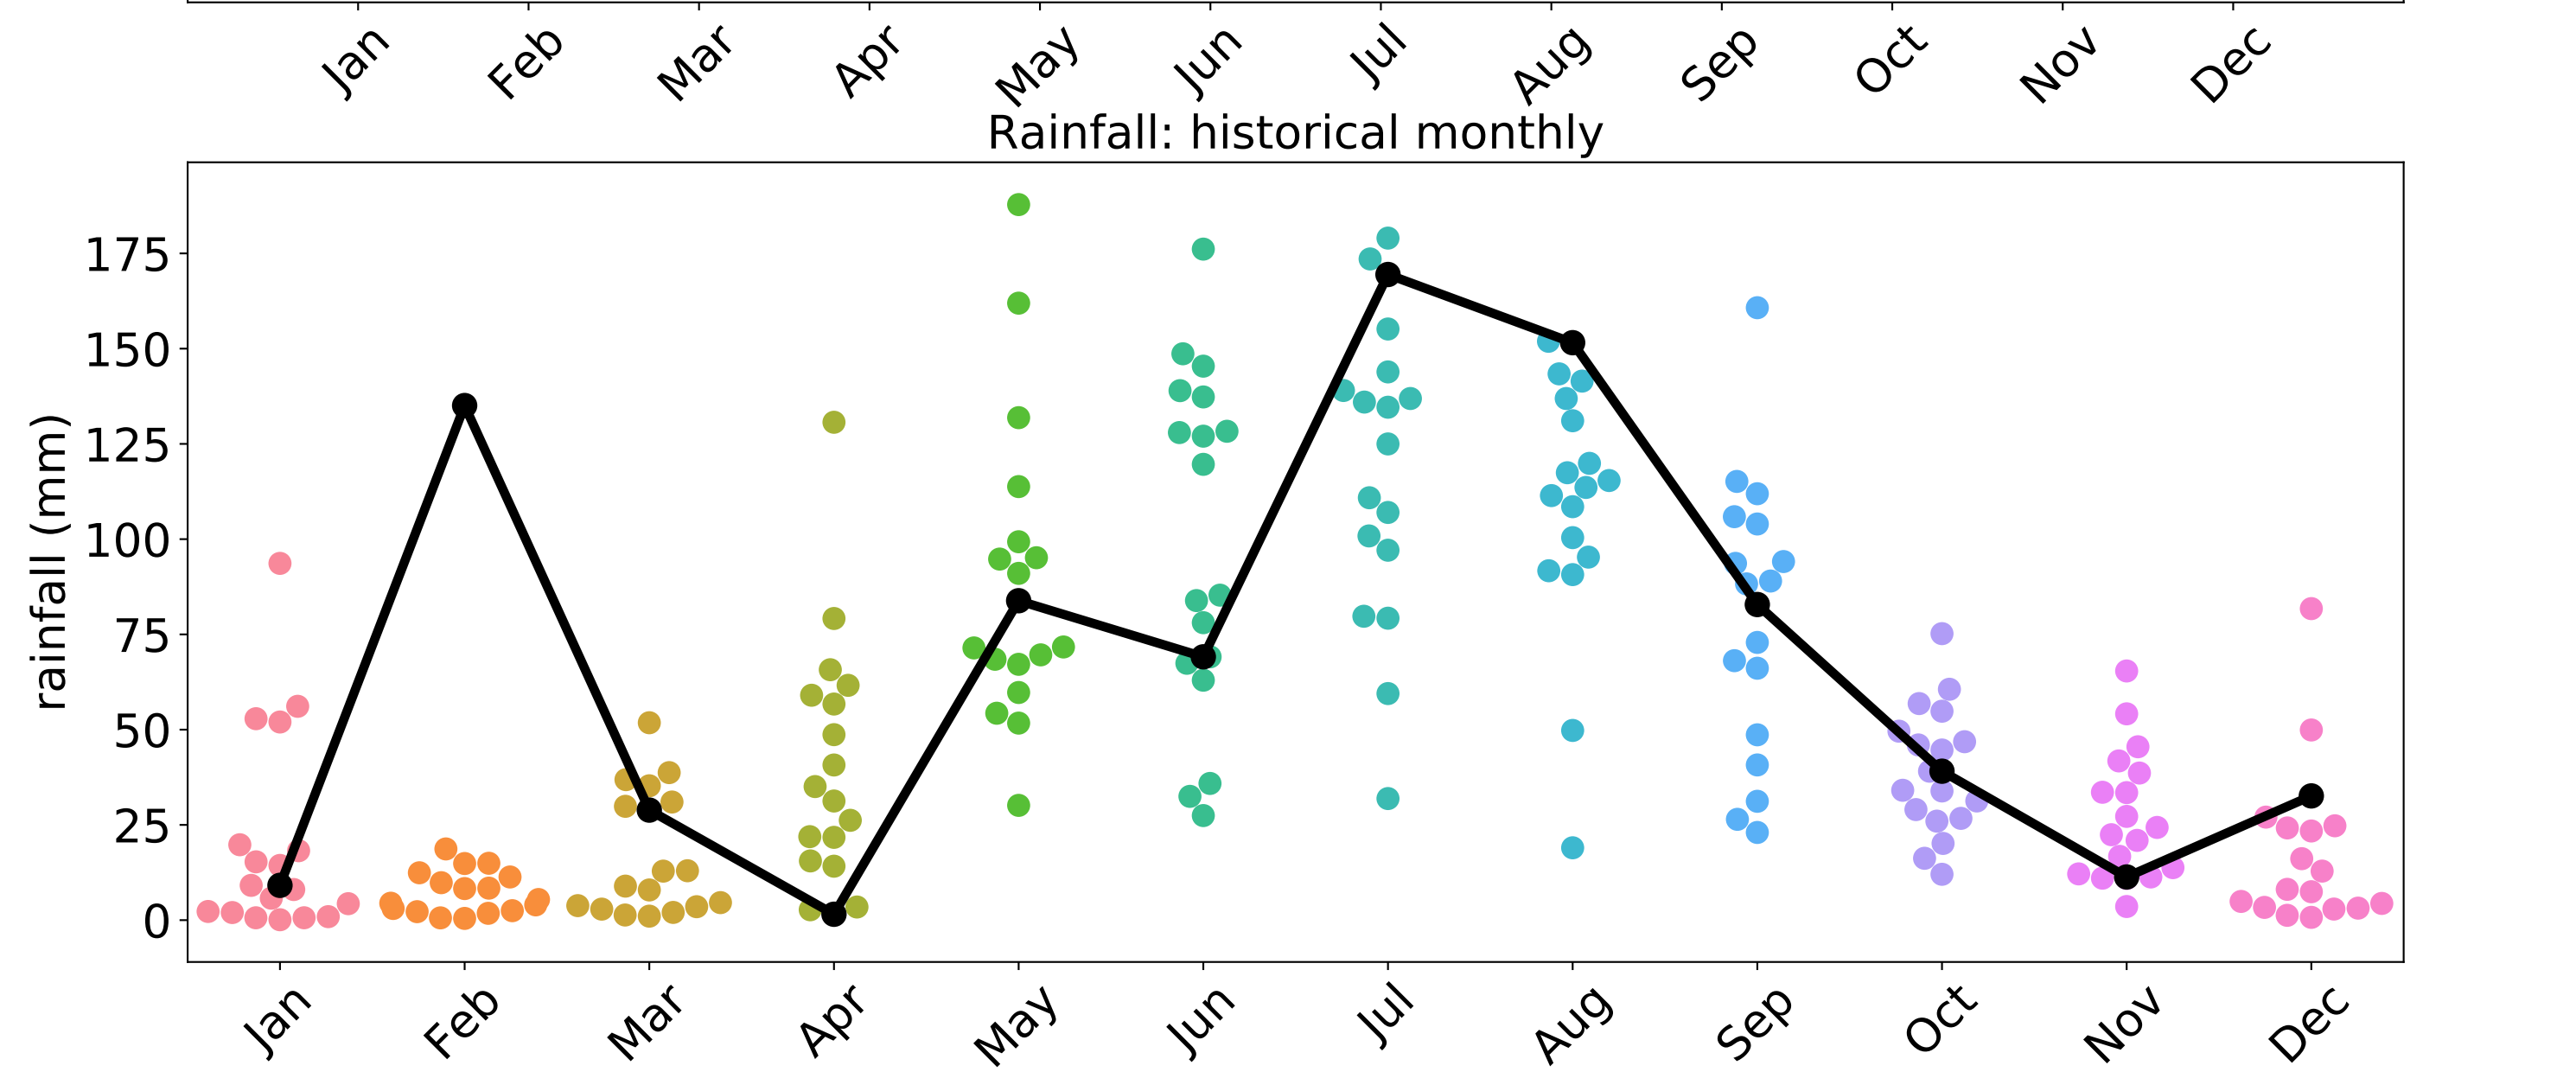 Jan Feb Mar Apr May Jun Jul Aug Sep Oct Nov Dec
Rainfall: historical monthly
rainfall (mm)
175
150
125
100
75
50
25
0
Jan Feb Mar Apr May Jun Jul Aug Sep Oct Nov Dec